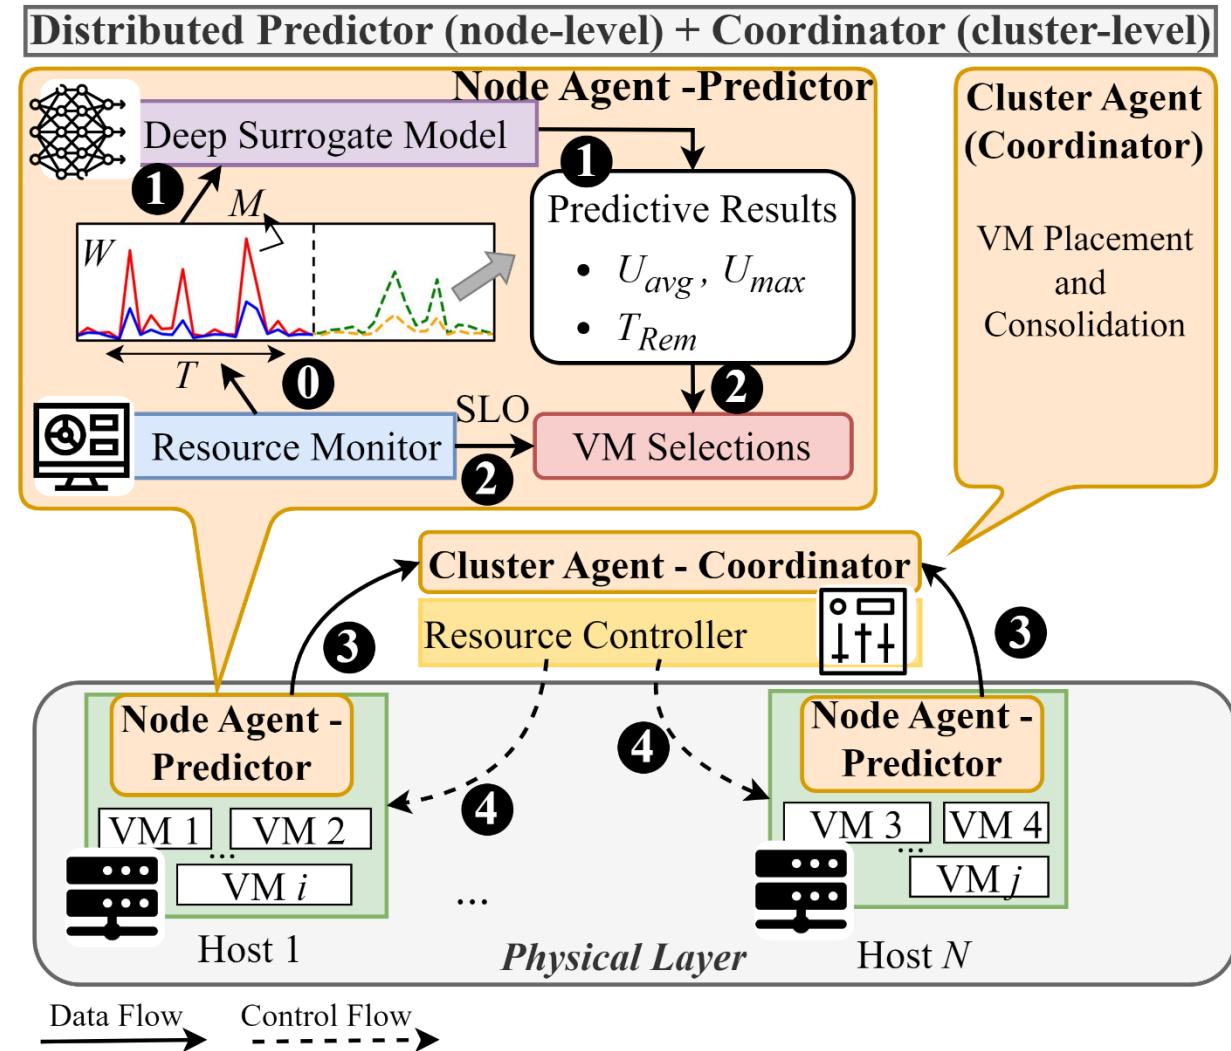 Distributed Predictor (node-level) + Coordinator (cluster-level)
Node Agent -Predictor
Deep Surrogate Model
1
1
M
W
T
0
Predictive Results
• U_avg , U_max
• T_Rem
2
SLO
Resource Monitor
2
VM Selections
Cluster Agent
(Coordinator)
VM Placement
and
Consolidation
Cluster Agent - Coordinator
Resource Controller
3
3
4
4
Node Agent -
Predictor
VM 1
VM 2
...
VM i
Host 1
...
Node Agent -
Predictor
VM 3
VM 4
...
VM j
Host N
Physical Layer
Data Flow
Control Flow